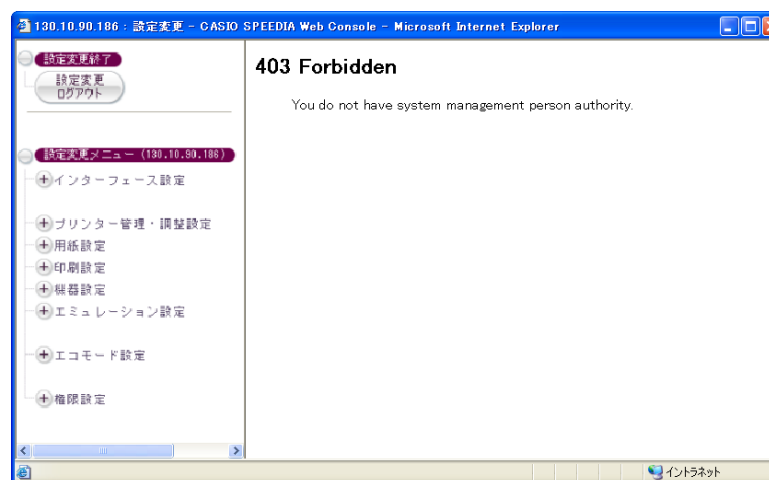 130.10.90.186 : 設定変更 - CASIO SPEEDIA Web Console - Microsoft Internet Explorer
設定変更終了
設定変更
ログアウト
設定変更メニュー (130.10.90.186)
インターフェース設定
プリンター管理・調整設定
用紙設定
印刷設定
機器設定
エミュレーション設定
エコモード設定
権限設定
403 Forbidden
You do not have system management person authority.
イントラネット